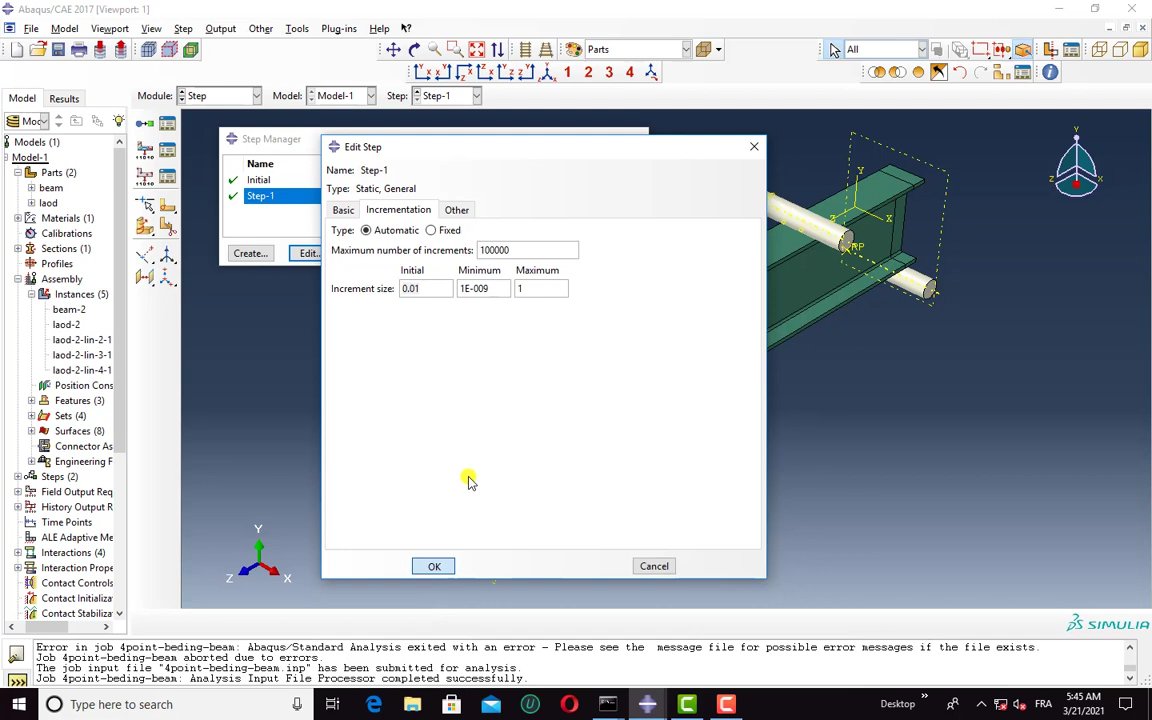 Abaqus/CAE 2017 [Viewport: 1]
File Model Viewport View Step Output Other Tools Plug-ins Help
Parts
All
1 2 3 4
Model Results
Module: Step Model: Model-1 Step: Step-1
Models (1)
Model-1
Parts (2)
beam
laod
Materials (1)
Calibrations
Sections (1)
Profiles
Assembly
Instances (5)
beam-2
laod-2
laod-2-lin-2-1
laod-2-lin-3-1
laod-2-lin-4-1
Position Cons
Features (3)
Sets (4)
Surfaces (8)
Connector As
Engineering F
Steps (2)
Field Output Req
History Output R
Time Points
ALE Adaptive Me
Interactions (4)
Interaction Prope
Contact Controls
Contact Initializa
Contact Stabiliza
Step Manager
Name
Initial
Step-1
Create...
Edit...
Edit Step
Name: Step-1
Type: Static, General
Basic Incrementation Other
Type: Automatic Fixed
Maximum number of increments: 100000
Initial Minimum Maximum
Increment size: 0.01 1E-009 1
OK Cancel
Y
X
Z
RP
Y
Z X
Y
Z X
SIMULIA
Error in job 4point-beding-beam: Abaqus/Standard Analysis exited with an error - Please see the message file for possible error messages if the file exists.
Job 4point-beding-beam aborted due to errors.
The job input file "4point-beding-beam.inp" has been submitted for analysis.
Job 4point-beding-beam: Analysis Input File Processor completed successfully.
Type here to search
Desktop
FRA
5:45 AM
3/21/2021